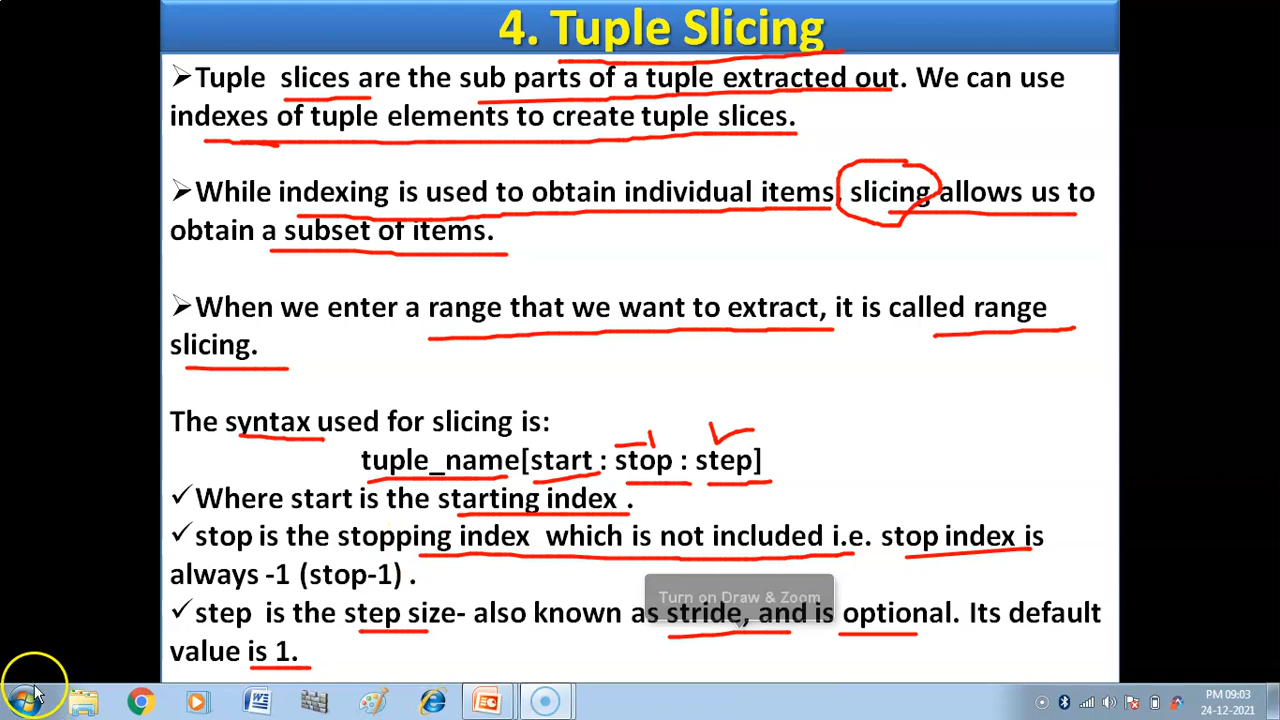 4. Tuple Slicing
➢Tuple slices are the sub parts of a tuple extracted out. We can use
indexes of tuple elements to create tuple slices.
➢While indexing is used to obtain individual items, slicing allows us to
obtain a subset of items.
➢When we enter a range that we want to extract, it is called range
slicing.
The syntax used for slicing is:
tuple_name[start : stop : step]
✓Where start is the starting index .
✓stop is the stopping index which is not included i.e. stop index is
always -1 (stop-1) .
Turn on Draw & Zoom
✓step is the step size- also known as stride, and is optional. Its default
value is 1.
PM 09:03
24-12-2021